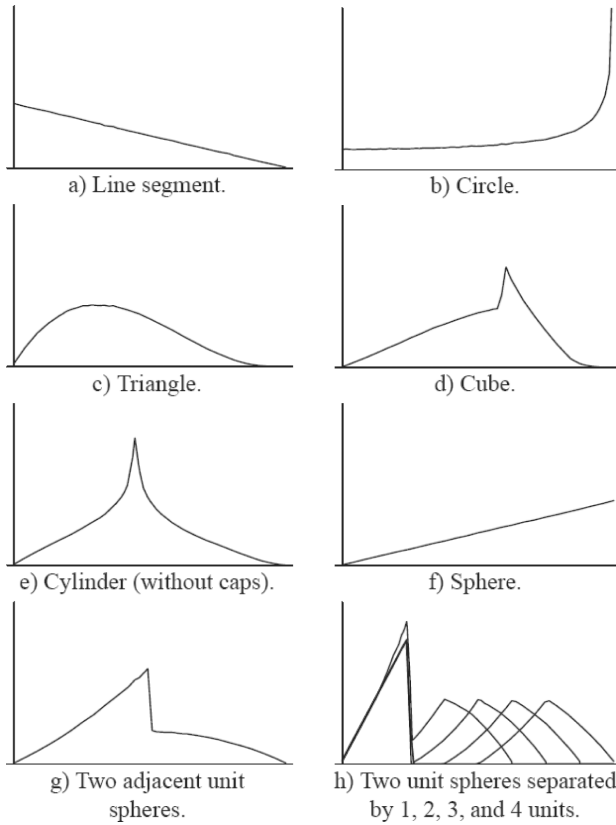 a) Line segment.
b) Circle.
c) Triangle.
d) Cube.
e) Cylinder (without caps).
f) Sphere.
g) Two adjacent unit
spheres.
h) Two unit spheres separated
by 1, 2, 3, and 4 units.